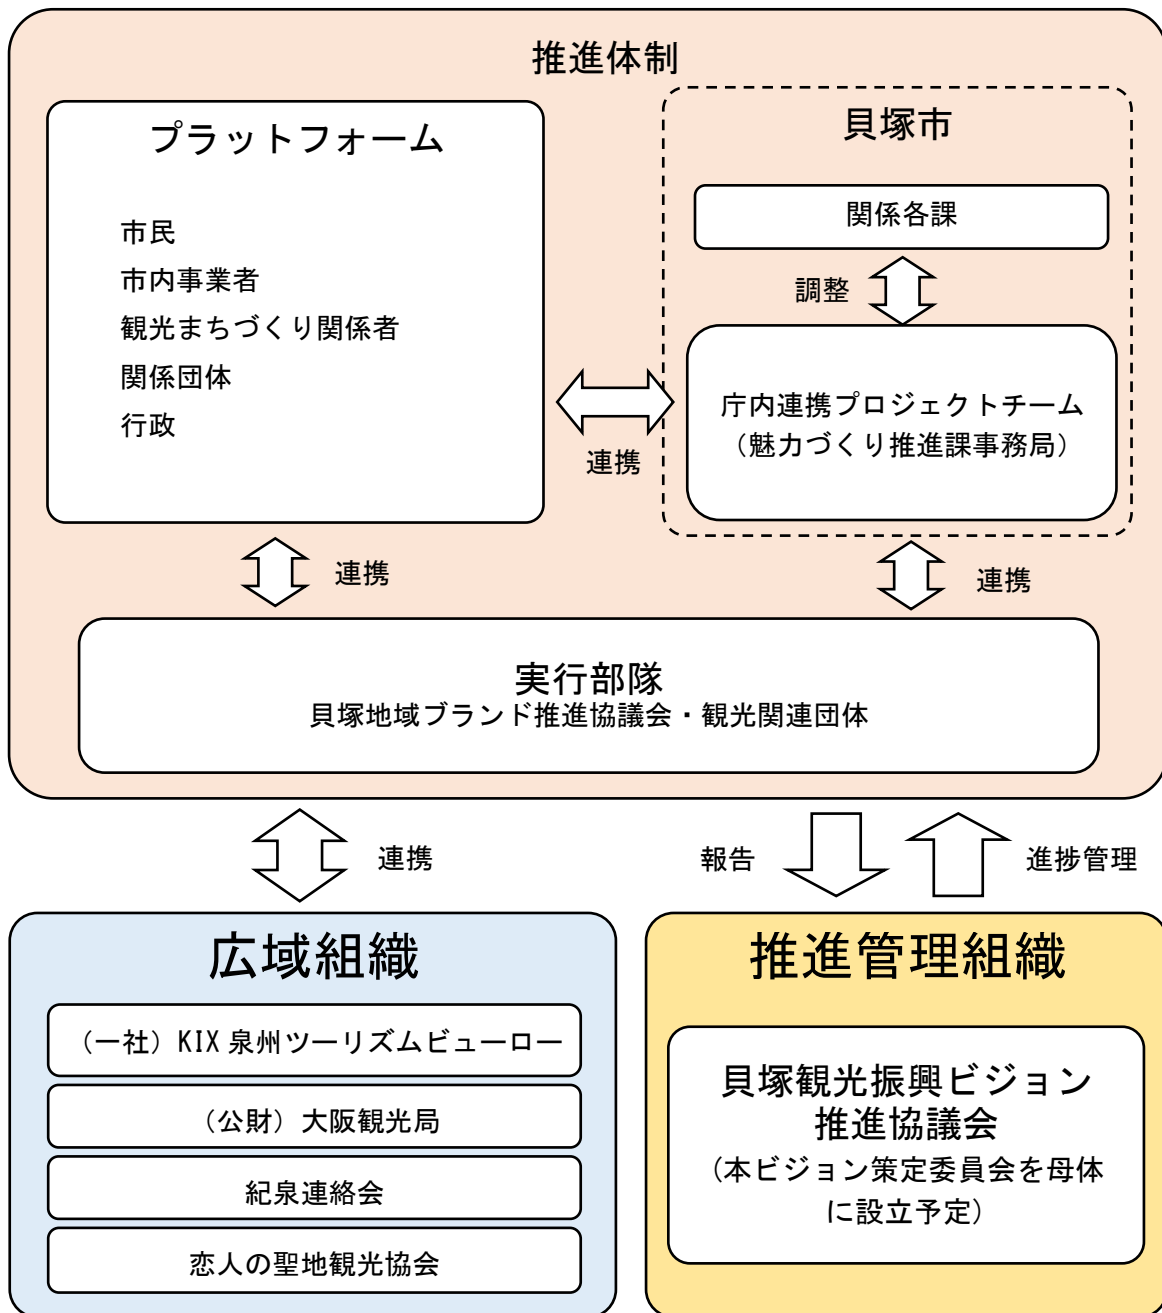 推進体制
プラットフォーム
市民
市内事業者
観光まちづくり関係者
関係団体
行政
貝塚市
関係各課
調整
庁内連携プロジェクトチーム
（魅力づくり推進課事務局）
連携
連携
連携
実行部隊
貝塚地域ブランド推進協議会・観光関連団体
連携
報告
進捗管理
広域組織
（一社）KIX 泉州ツーリズムビューロー
（公財）大阪観光局
紀泉連絡会
恋人の聖地観光協会
推進管理組織
貝塚観光振興ビジョン
推進協議会
（本ビジョン策定委員会を母体
に設立予定）